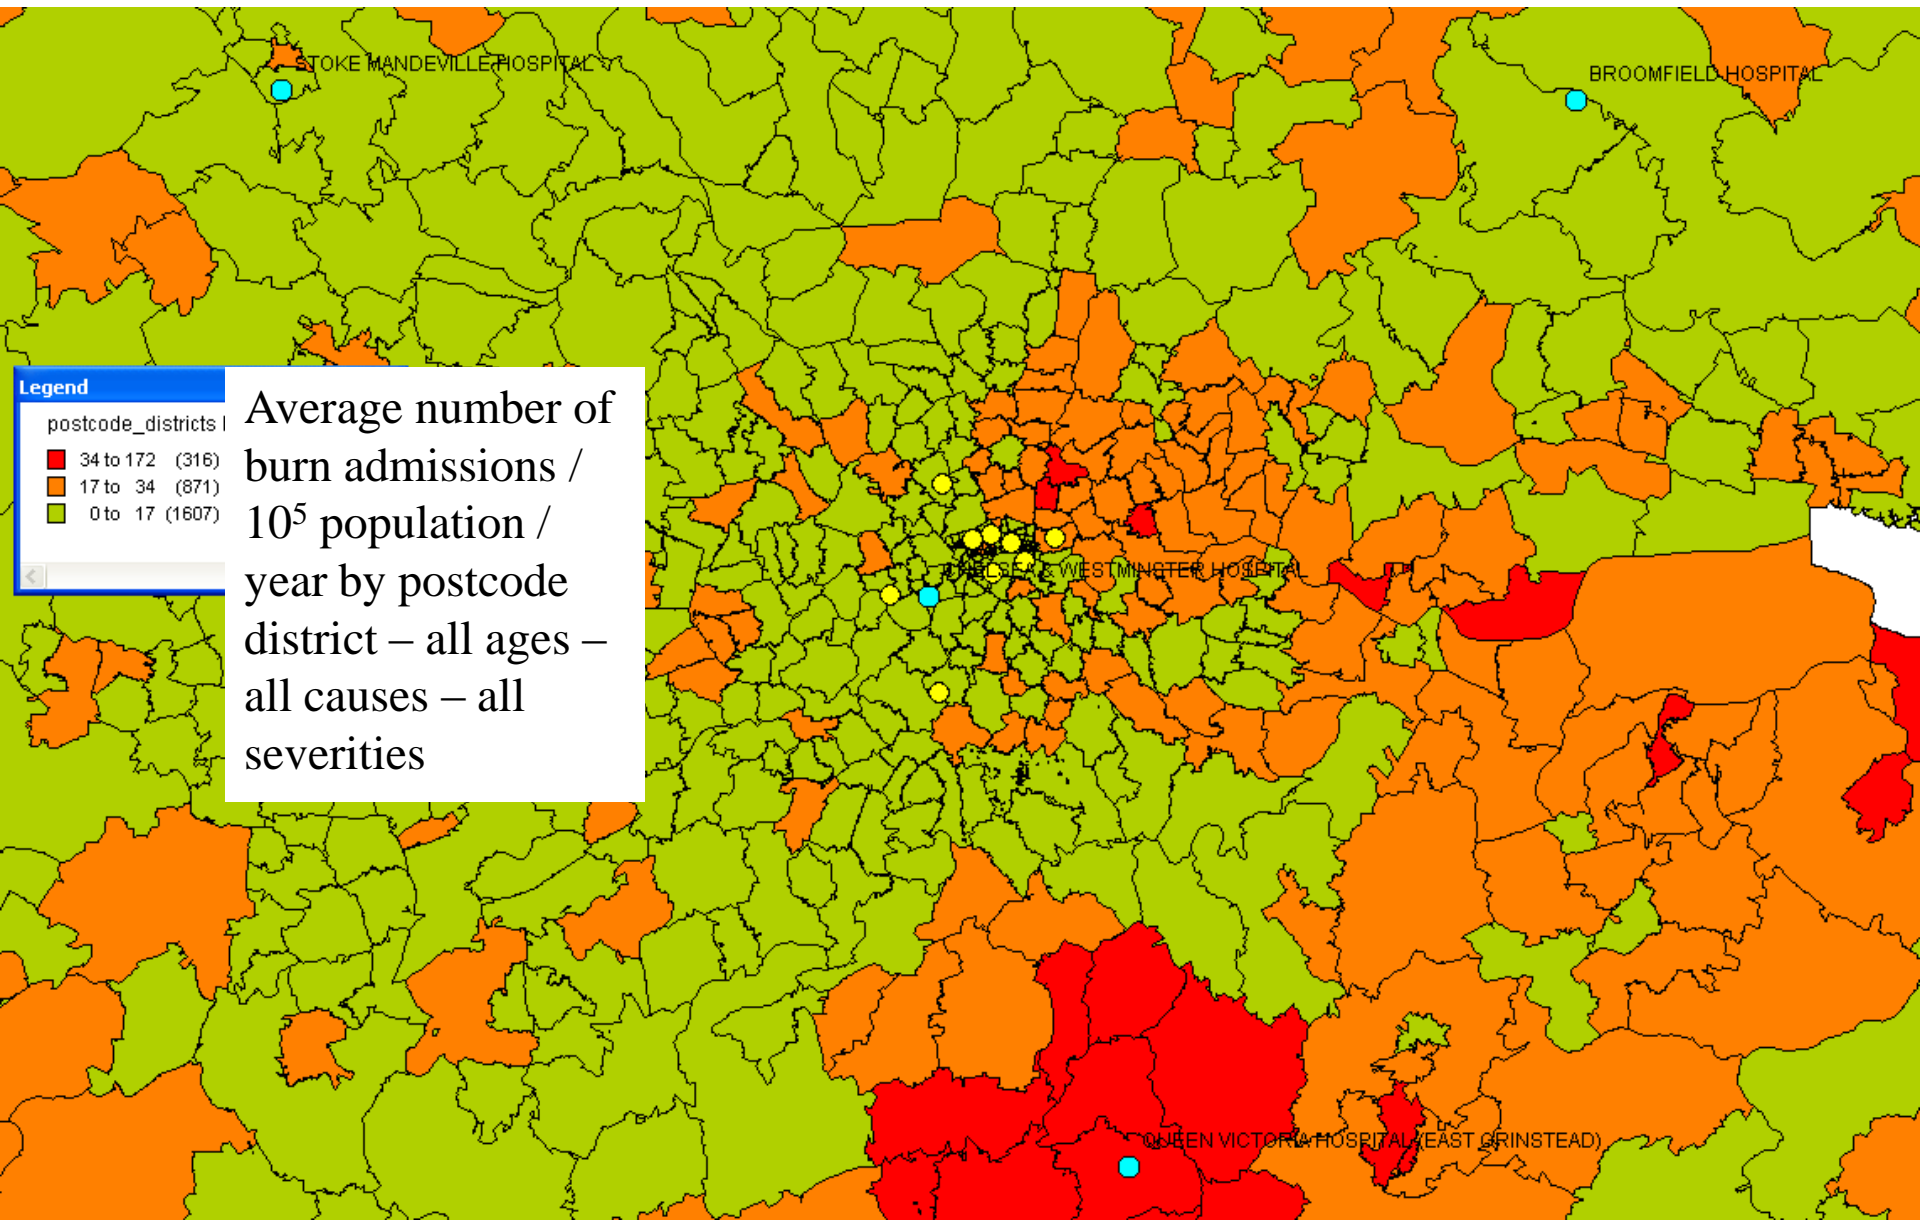 STOKE MANDEVILLE HOSPITAL
BROOMFIELD HOSPITAL
Legend
postcode_districts
34 to 172 (316)
17 to 34 (871)
0 to 17 (1607)
Average number of
burn admissions /
10⁵ population /
year by postcode
district – all ages –
all causes – all
severities
CHELSEA & WESTMINSTER HOSPITAL
QUEEN VICTORIA HOSPITAL (EAST GRINSTEAD)